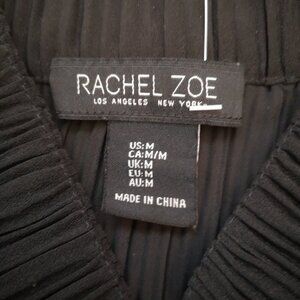 RACHEL ZOE
LOS ANGELES NEW YORK
US:M
CA:M/M
UK:M
EU:M
AU:M
MADE IN CHINA